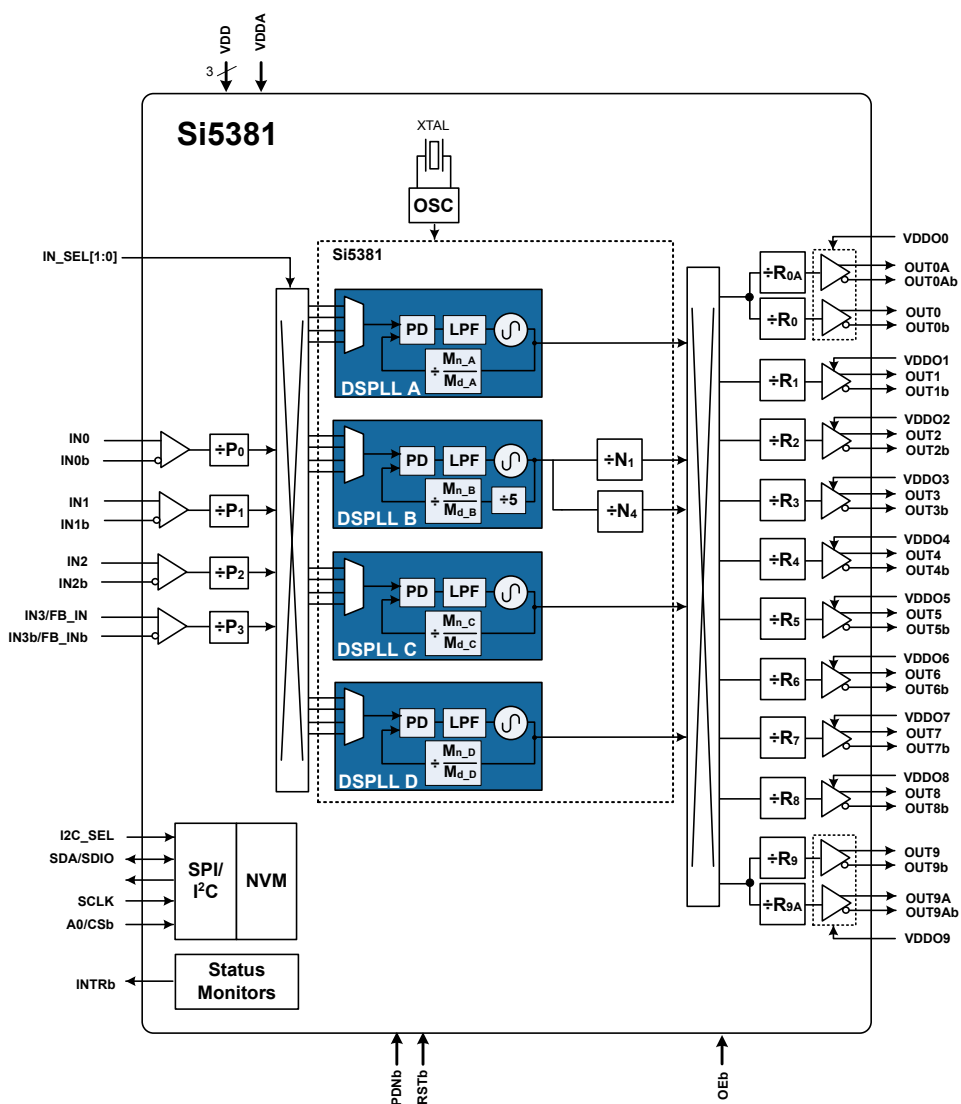 VDD
VDDA
3
Si5381
XTAL
OSC
IN_SEL[1:0]
Si5381
PD
LPF
÷ Mn_A
Md_A
DSPLL A
PD
LPF
÷ Mn_B
Md_B
÷5
DSPLL B
÷N1
÷N4
PD
LPF
÷ Mn_C
Md_C
DSPLL C
PD
LPF
÷ Mn_D
Md_D
DSPLL D
IN0
IN0b
÷P0
IN1
IN1b
÷P1
IN2
IN2b
÷P2
IN3/FB_IN
IN3b/FB_INb
÷P3
÷R0A
VDDO0
OUT0A
OUT0Ab
÷R0
OUT0
OUT0b
÷R1
VDDO1
OUT1
OUT1b
÷R2
VDDO2
OUT2
OUT2b
÷R3
VDDO3
OUT3
OUT3b
÷R4
VDDO4
OUT4
OUT4b
÷R5
VDDO5
OUT5
OUT5b
÷R6
VDDO6
OUT6
OUT6b
÷R7
VDDO7
OUT7
OUT7b
÷R8
VDDO8
OUT8
OUT8b
÷R9
OUT9
OUT9b
÷R9A
OUT9A
OUT9Ab
VDDO9
I2C_SEL
SDA/SDIO
SCLK
A0/CSb
SPI/
I²C
NVM
INTRb
Status
Monitors
PDNb
RSTb
OEb